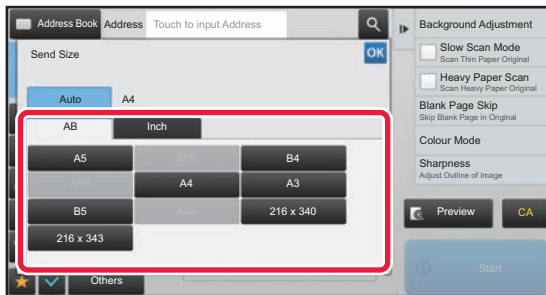 Address Book Address Touch to input Address
Send Size
OK
Auto A4
AB Inch
A5 B5R B4
A5R A4 A3
B5 A4R 216 x 340
216 x 343
Others
Background Adjustment
Slow Scan Mode
Scan Thin Paper Original
Heavy Paper Scan
Scan Heavy Paper Original
Blank Page Skip
Skip Blank Page in Original
Colour Mode
Sharpness
Adjust Outline of Image
Preview CA
Start